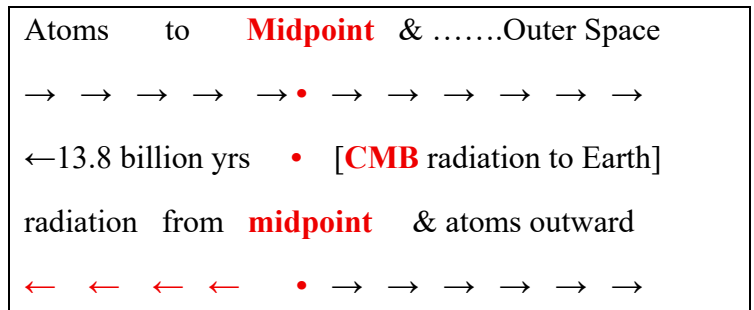 Atoms to Midpoint & …….Outer Space
→ → → → → • → → → → → →
←13.8 billion yrs • [CMB radiation to Earth]
radiation from midpoint & atoms outward
← ← ← ← • → → → → → →